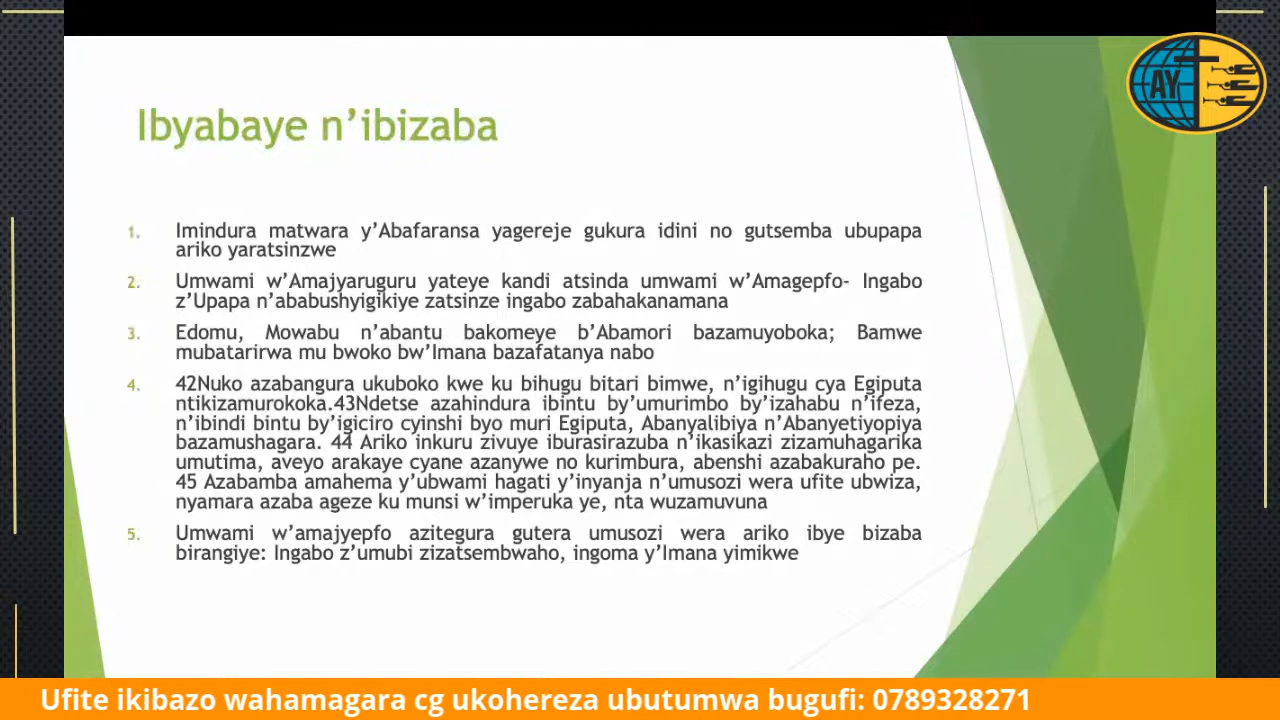 AY
Ibyabaye n’ibizaba
1. Imindura matwara y’Abafaransa yagereje gukura idini no gutsemba ubupapa
ariko yaratsinzwe
2. Umwami w’Amajyaruguru yateye kandi atsinda umwami w’Amagepfo- Ingabo
z’Upapa n’ababushyigikiye zatsinze ingabo zabahakanamana
3. Edomu, Mowabu n’abantu bakomeye b’Abamori bazamuyoboka; Bamwe
mubatarirwa mu bwoko bw’Imana bazafatanya nabo
4. 42Nuko azabangura ukuboko kwe ku bihugu bitari bimwe, n’igihugu cya Egiputa
ntikizamurokoka.43Ndetse azahindura ibintu by’umurimbo by’izahabu n’ifeza,
n’ibindi bintu by’igiciro cyinshi byo muri Egiputa, Abanyalibiya n’Abanyetiyopiya
bazamushagara. 44 Ariko inkuru zivuye iburasirazuba n’ikasikazi zizamuhagarika
umutima, aveyo arakaye cyane azanywe no kurimbura, abenshi azabakuraho pe.
45 Azabamba amahema y’ubwami hagati y’inyanja n’umusozi wera ufite ubwiza,
nyamara azaba ageze ku munsi w’imperuka ye, nta wuzamuvuna
5. Umwami w’amajyepfo azitegura gutera umusozi wera ariko ibye bizaba
birangiye: Ingabo z’umubi zizatsembwaho, ingoma y’Imana yimikwe
Ufite ikibazo wahamagara cg ukohereza ubutumwa bugufi: 0789328271